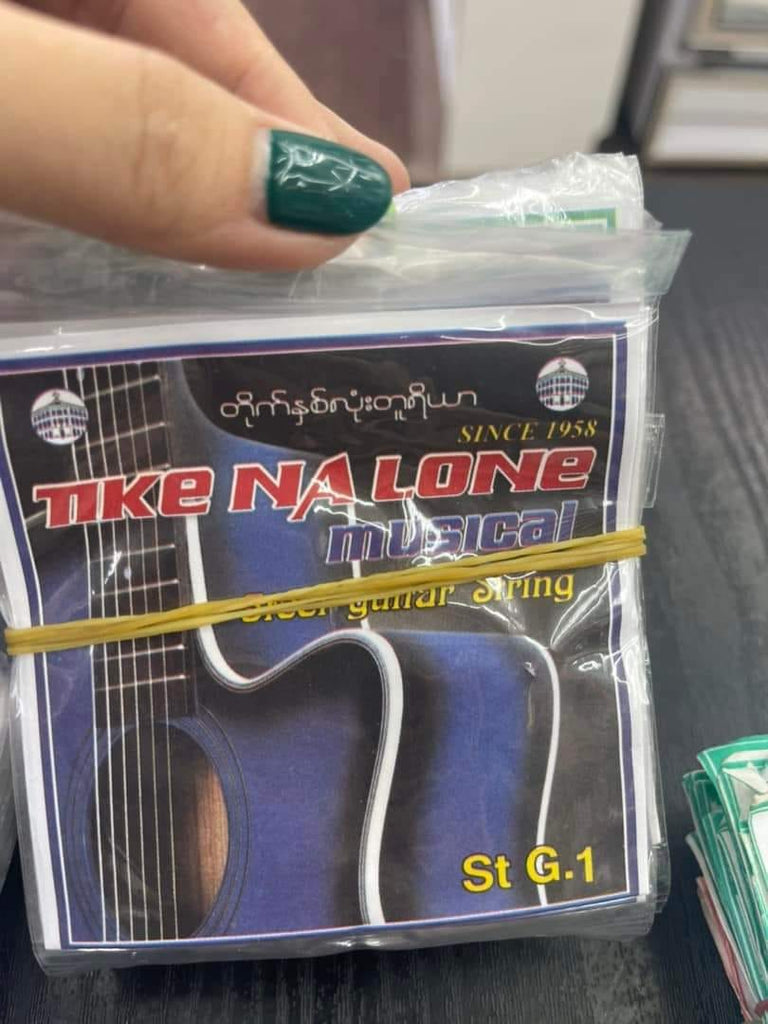 တိုက်နှစ်လုံးတူရိယာ
SINCE 1958
TIKE NA LONE
musical
Steel guitar String
St G.1